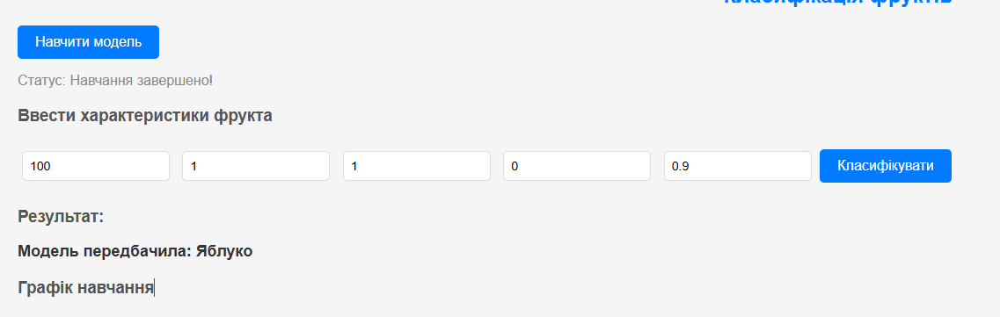 класифікація фруктів
Навчити модель
Статус: Навчання завершено!
Ввести характеристики фрукта
100 1 1 0 0.9 Класифікувати
Результат:
Модель передбачила: Яблуко
Графік навчання